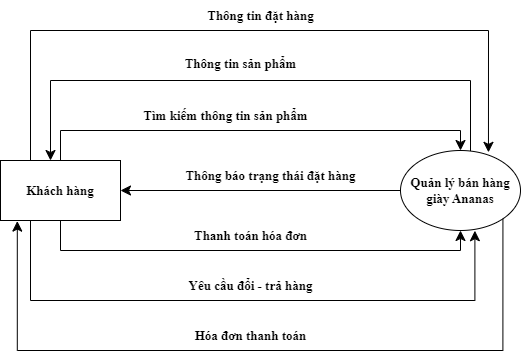 Thông tin đặt hàng
Thông tin sản phẩm
Tìm kiếm thông tin sản phẩm
Khách hàng
Thông báo trạng thái đặt hàng
Quản lý bán hàng
giày Ananas
Thanh toán hóa đơn
Yêu cầu đổi - trả hàng
Hóa đơn thanh toán